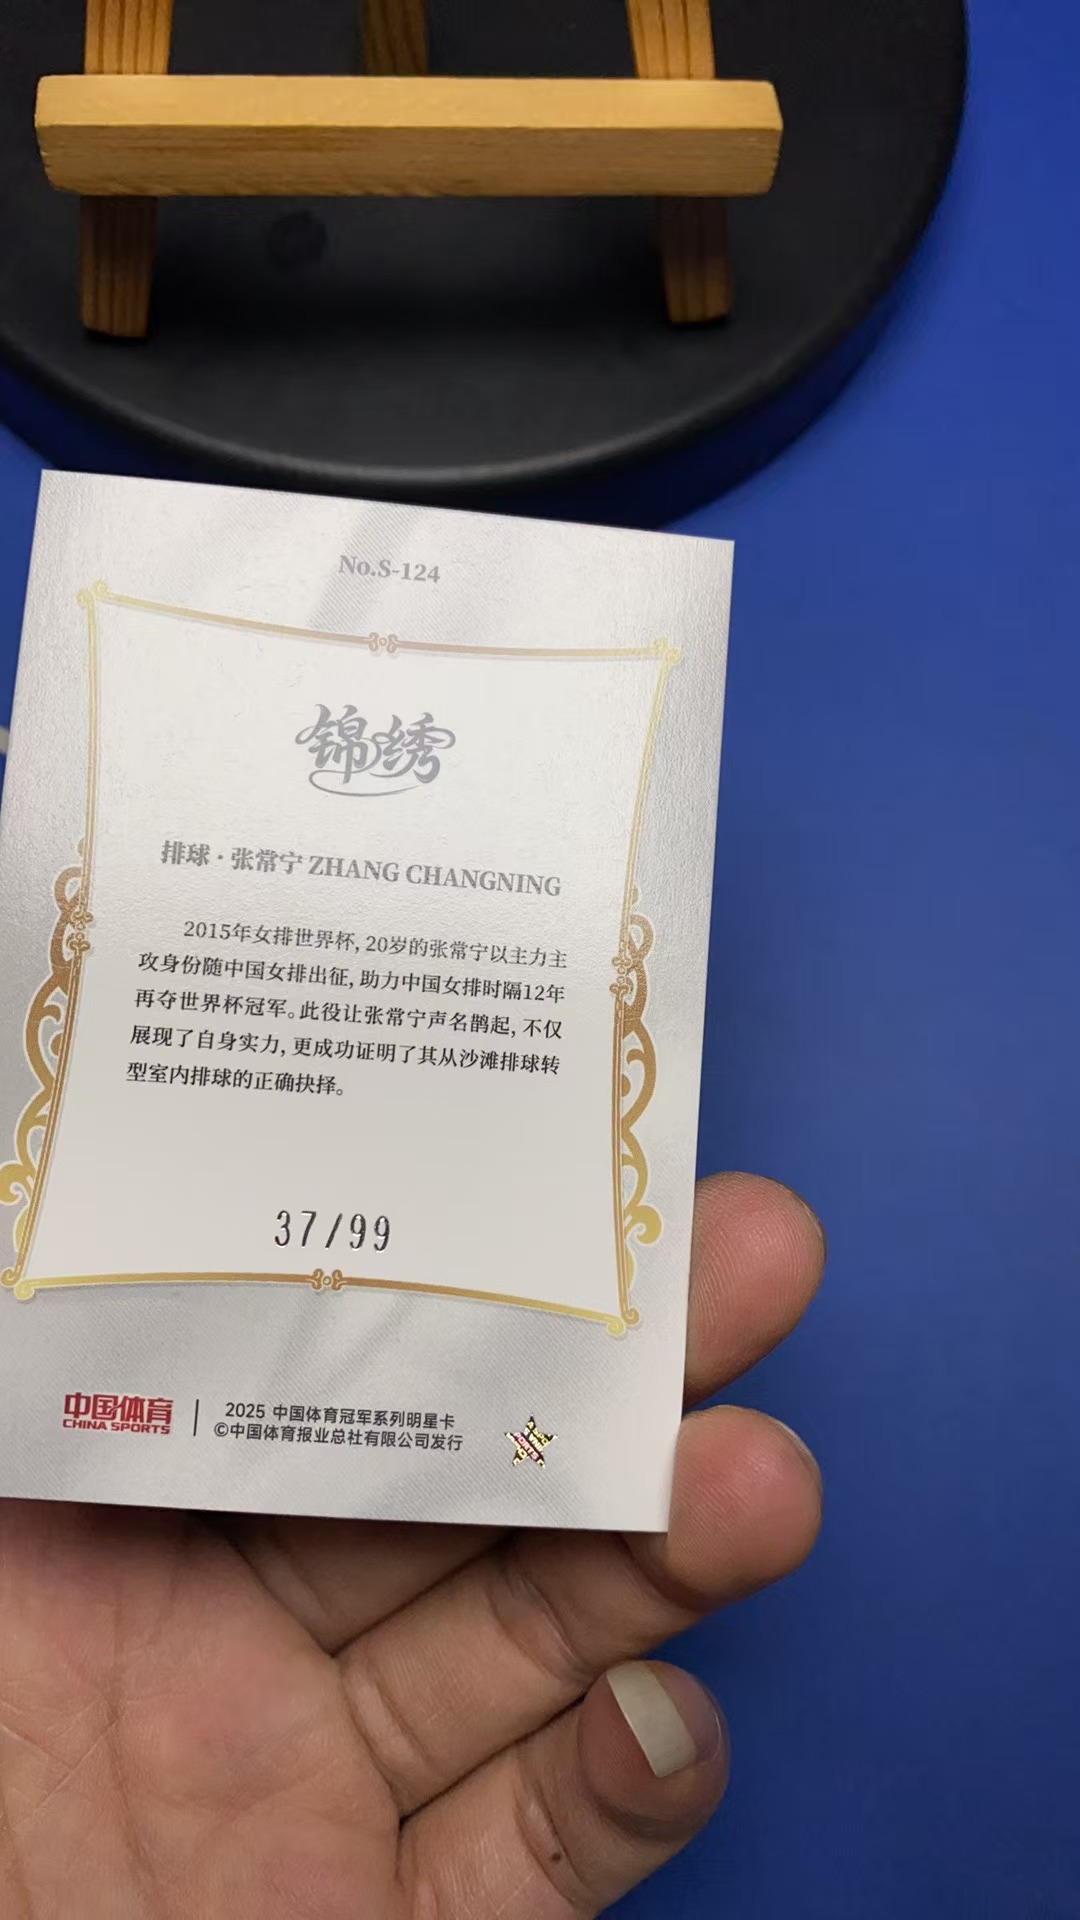 No.S-124
锦绣
排球·张常宁 ZHANG CHANGNING
2015年女排世界杯,20岁的张常宁以主力主
攻身份随中国女排出征,助力中国女排时隔12年
再夺世界杯冠军。此役让张常宁声名鹊起,不仅
展现了自身实力,更成功证明了其从沙滩排球转
型室内排球的正确抉择。
37/99
中国体育
CHINA SPORTS
2025 中国体育冠军系列明星卡
©中国体育报业总社有限公司发行